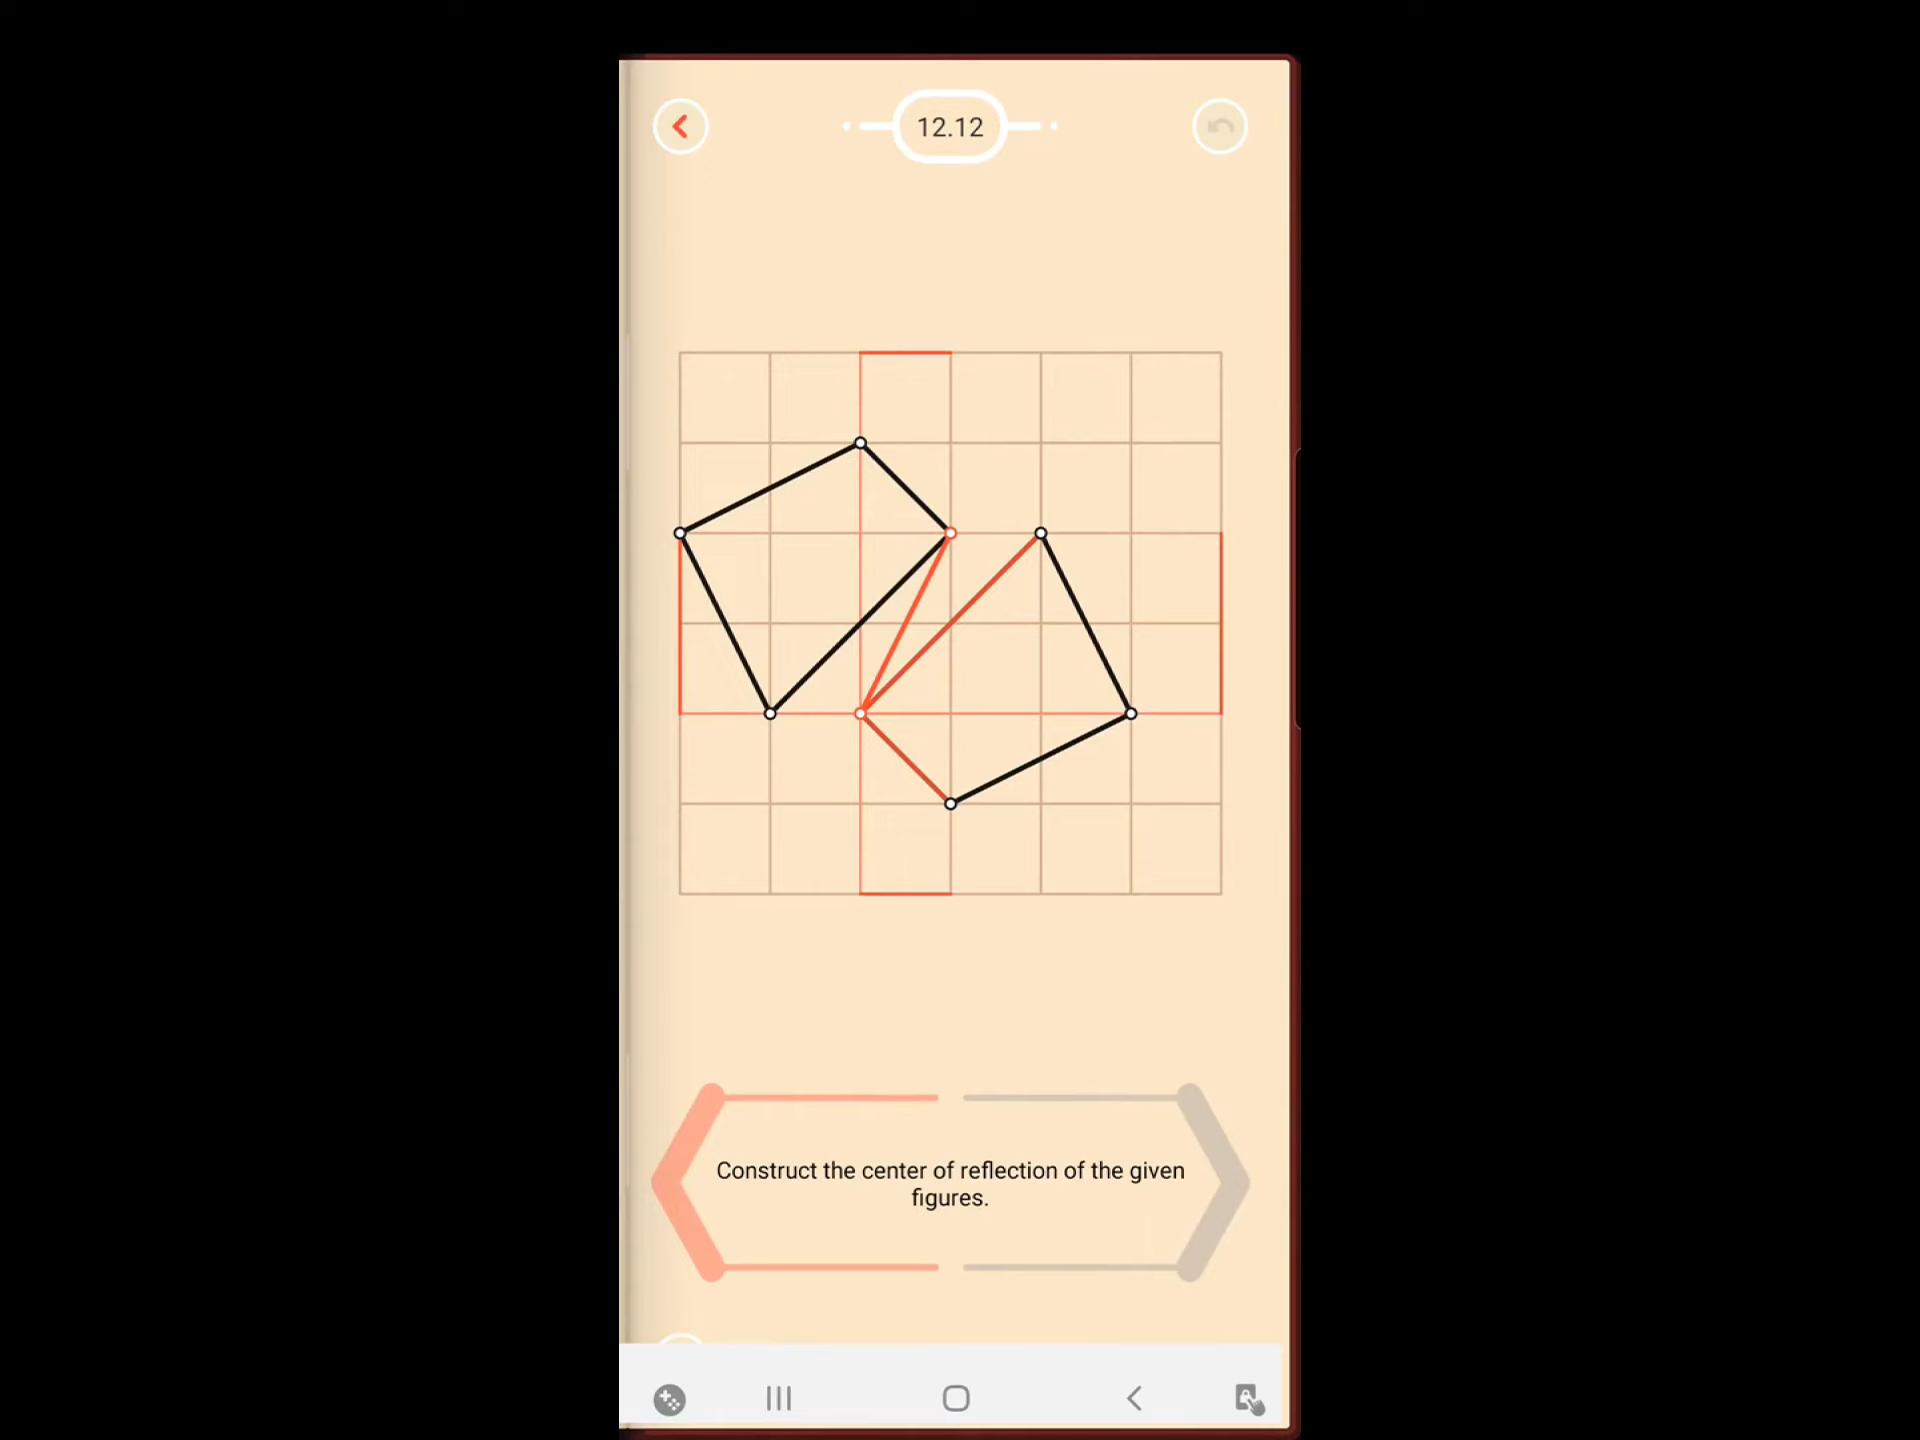 12.12
Construct the center of reflection of the given
figures.